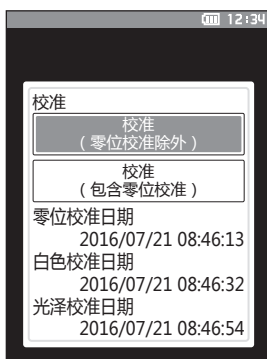 12:34
校准
校准
（零位校准除外）
校准
（包含零位校准）
零位校准日期
2016/07/21 08:46:13
白色校准日期
2016/07/21 08:46:32
光泽校准日期
2016/07/21 08:46:54